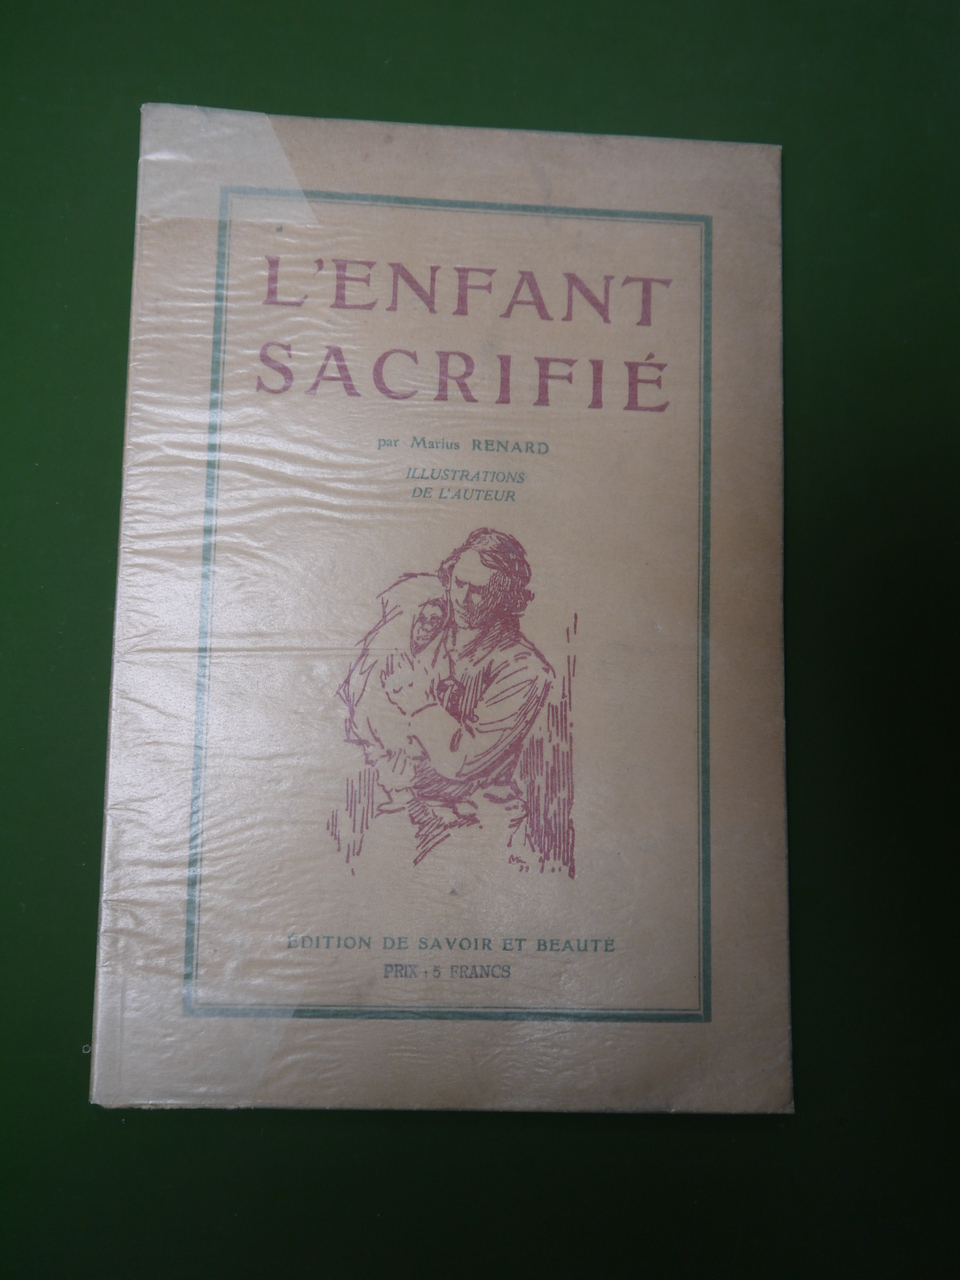 L'ENFANT
SACRIFIÉ
par Marius RENARD
ILLUSTRATIONS
DE L'AUTEUR
ÉDITION DE SAVOIR ET BEAUTÉ
PRIX : 5 FRANCS